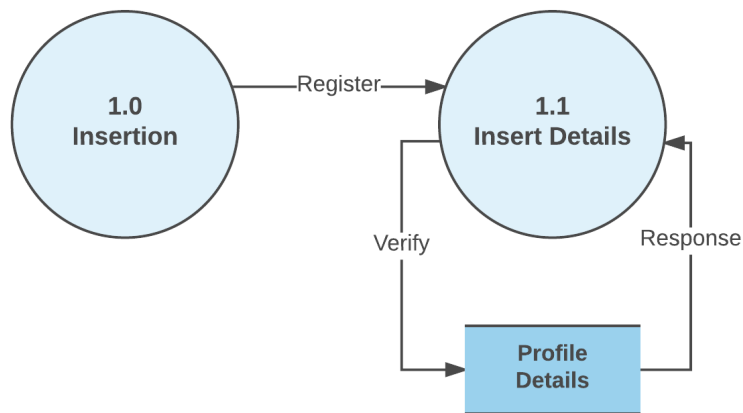 Register
1.0
Insertion
1.1
Insert Details
Verify
Response
Profile
Details